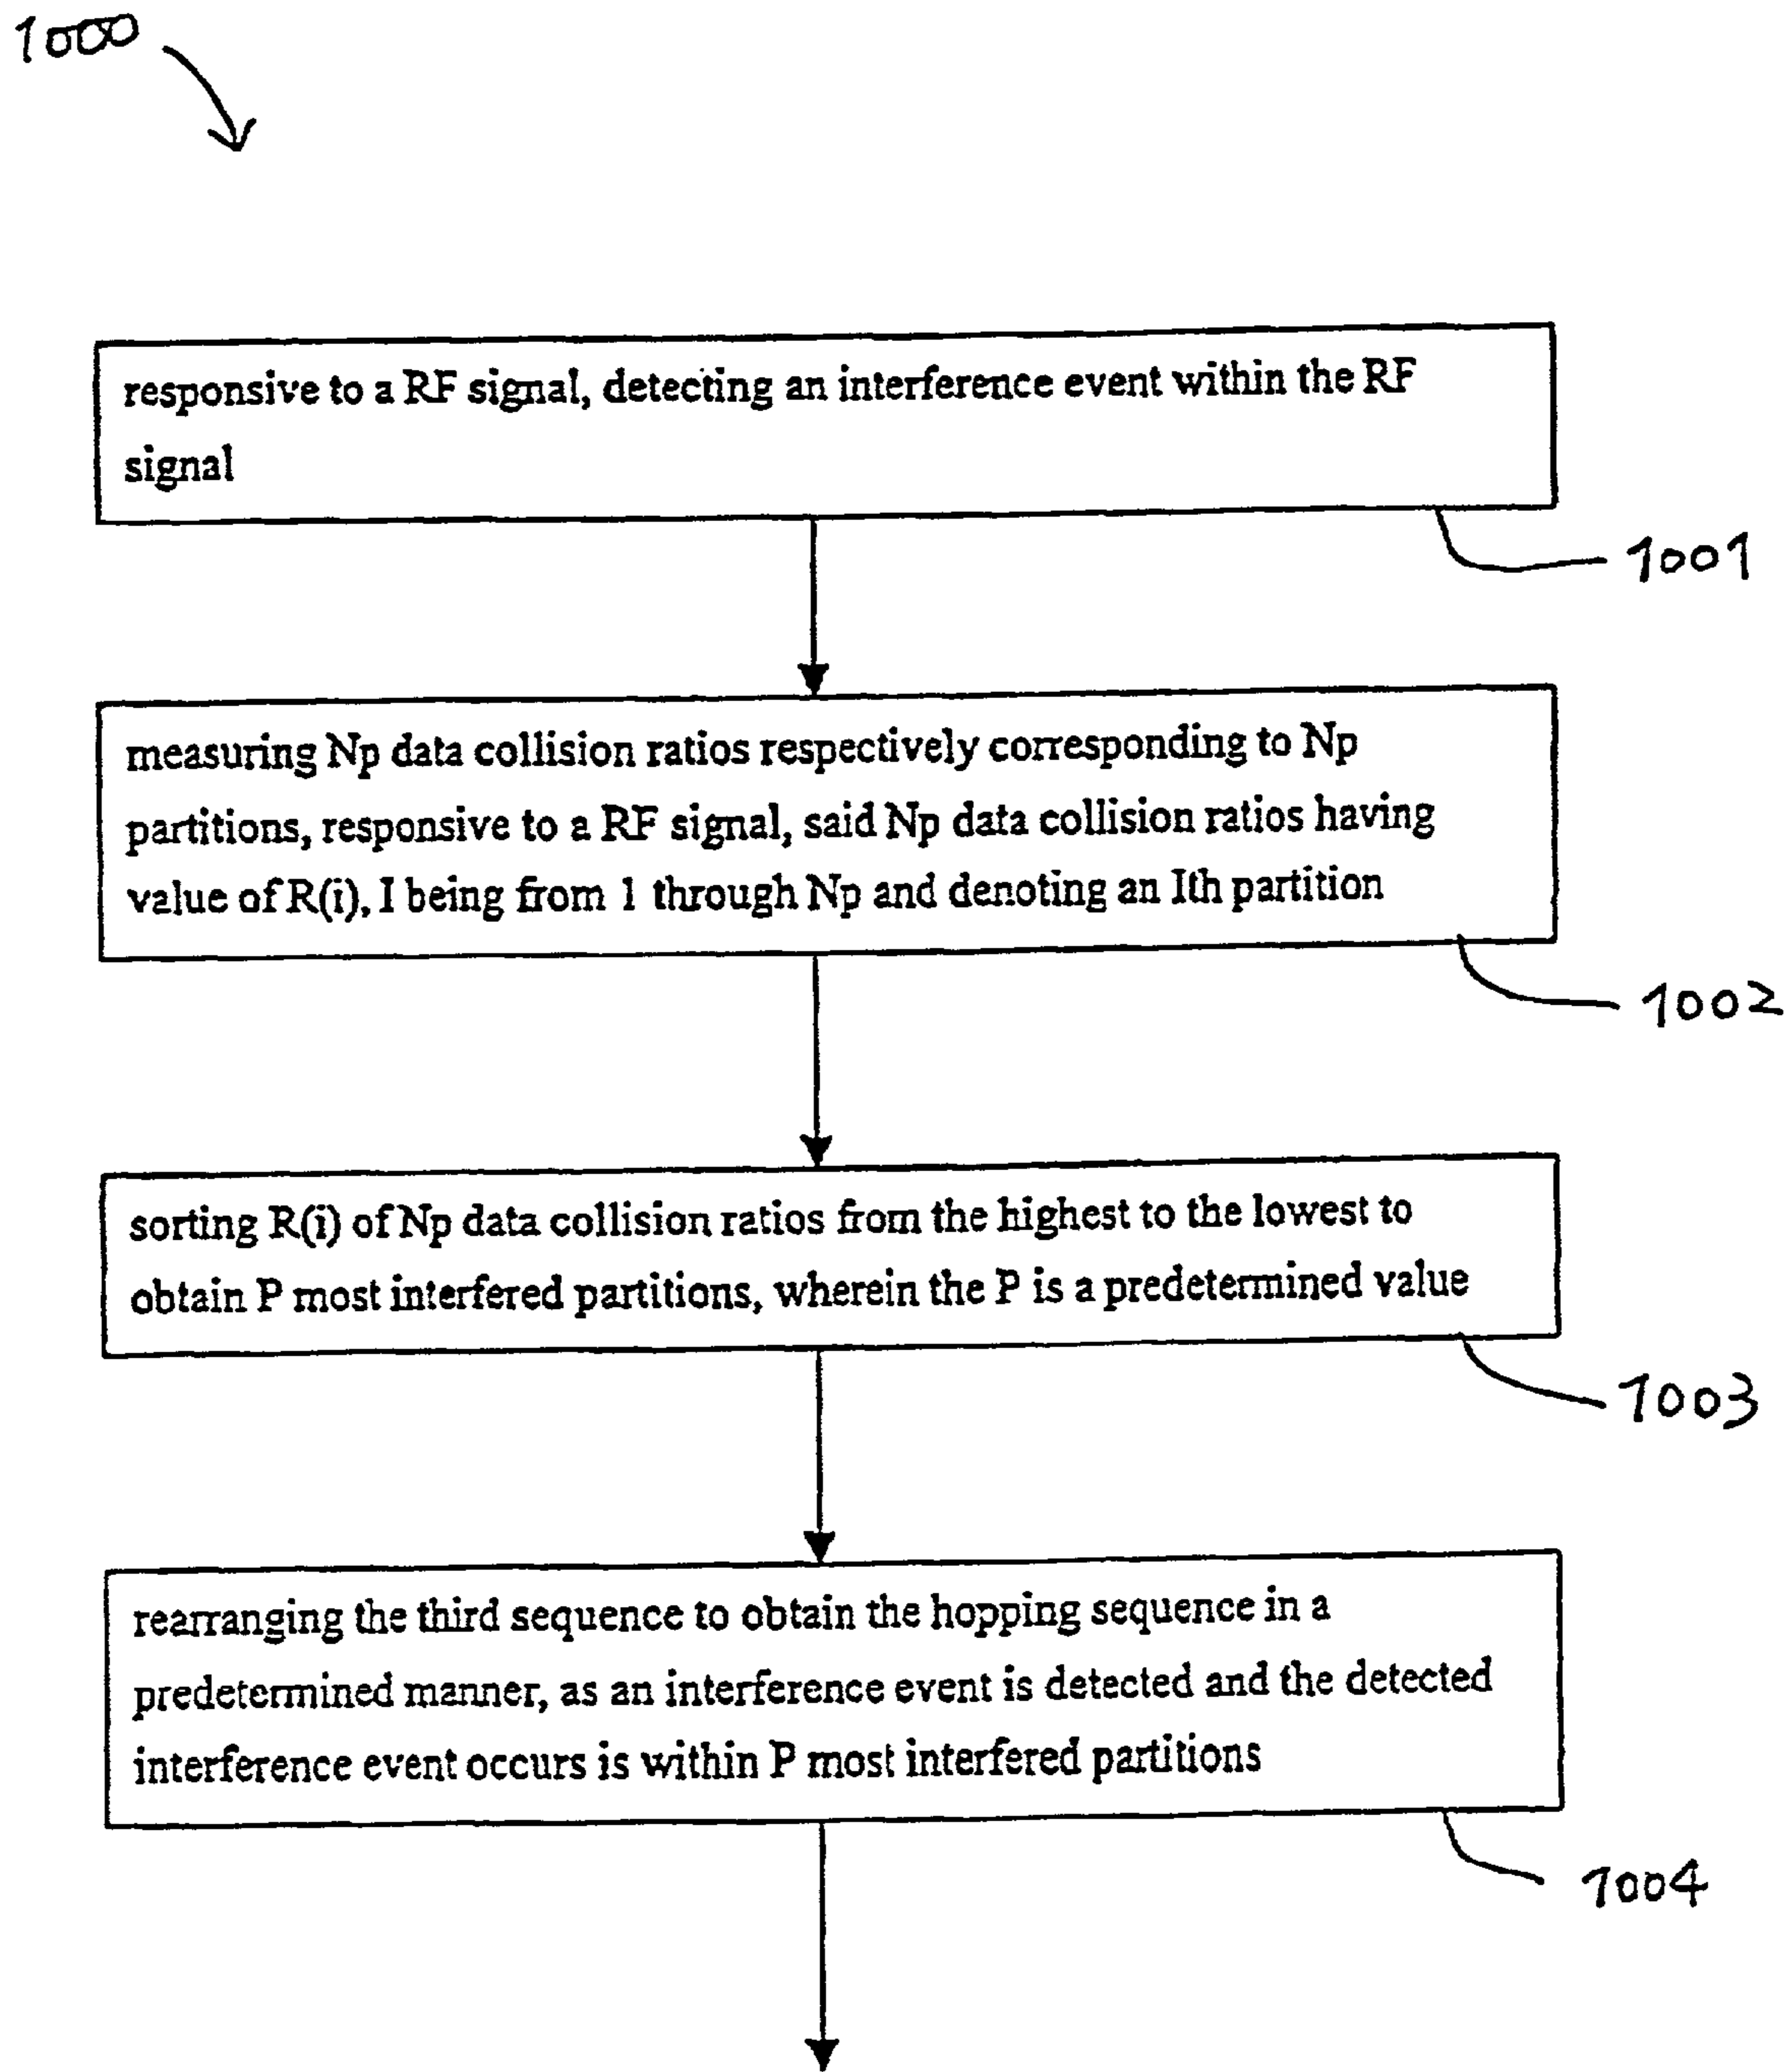 1000
responsive to a RF signal, detecting an interference event within the RF
signal
1001
measuring Np data collision ratios respectively corresponding to Np
partitions, responsive to a RF signal, said Np data collision ratios having
value of R(i), I being from 1 through Np and denoting an Ith partition
1002
sorting R(i) of Np data collision ratios from the highest to the lowest to
obtain P most interfered partitions, wherein the P is a predetermined value
1003
rearranging the third sequence to obtain the hopping sequence in a
predetermined manner, as an interference event is detected and the detected
interference event occurs is within P most interfered partitions
1004